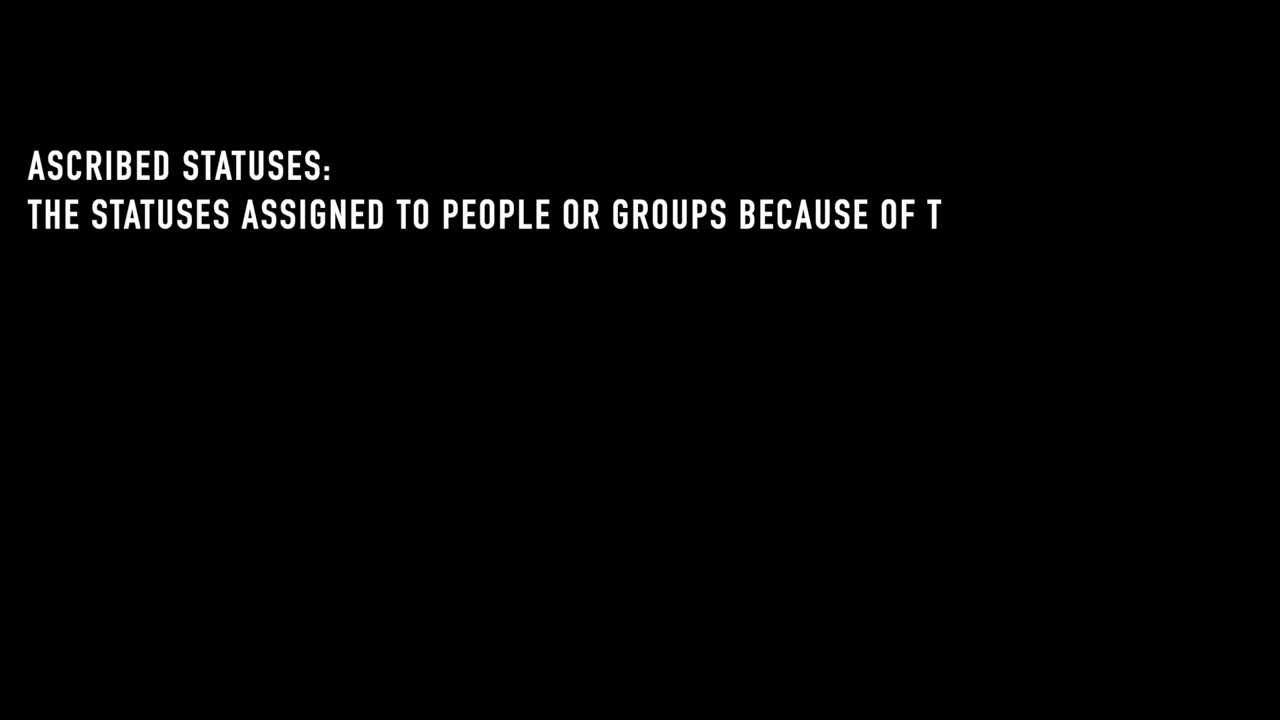 ASCRIBED STATUSES:
THE STATUSES ASSIGNED TO PEOPLE OR GROUPS BECAUSE OF T